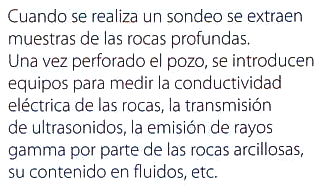 Cuando se realiza un sondeo se extraen
muestras de las rocas profundas.
Una vez perforado el pozo, se introducen
equipos para medir la conductividad
eléctrica de las rocas, la transmisión
de ultrasonidos, la emisión de rayos
gamma por parte de las rocas arcillosas,
su contenido en fluidos, etc.